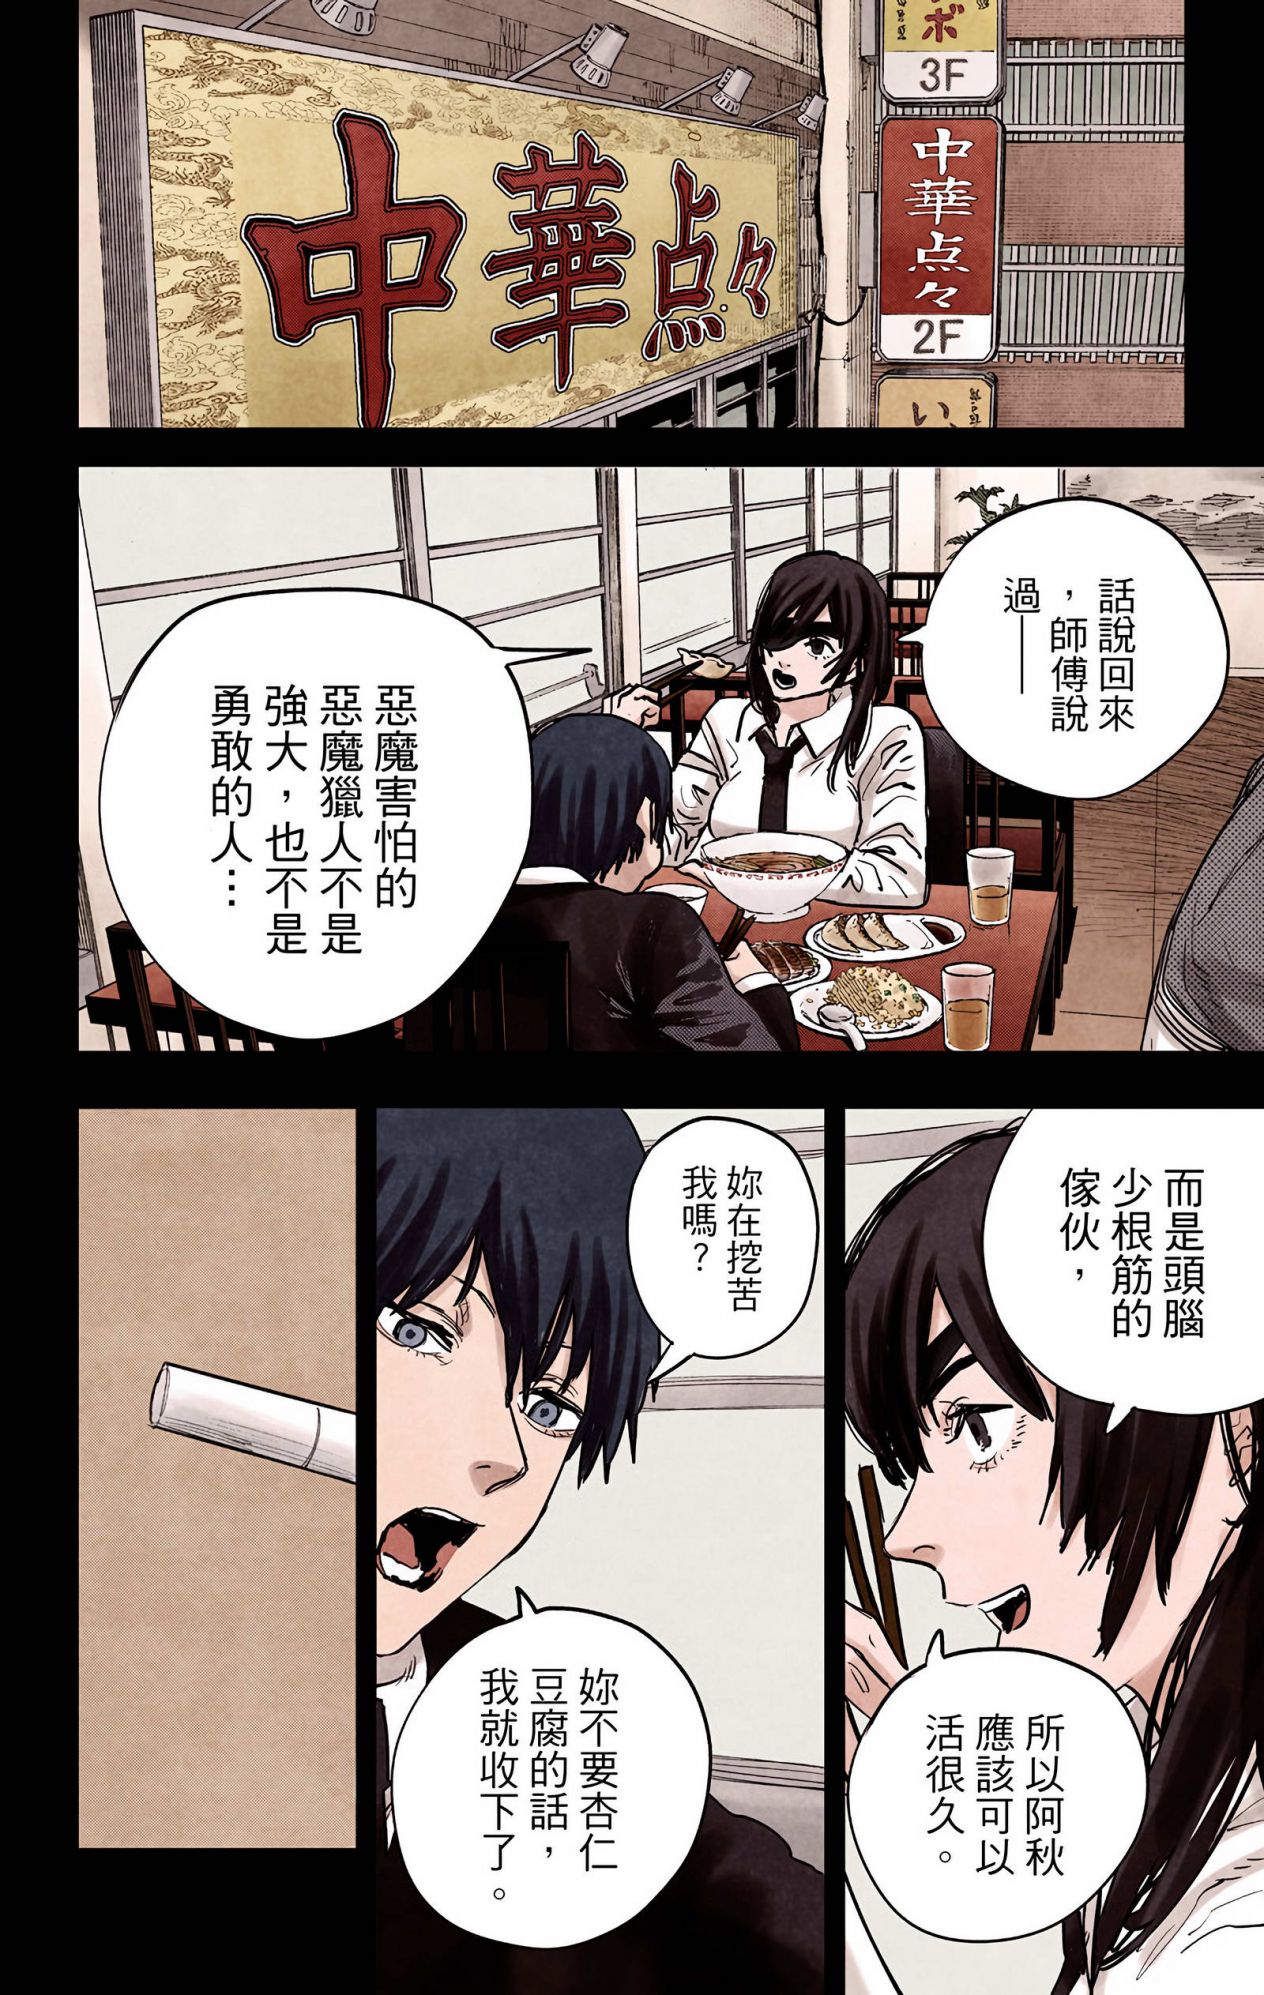 中華点々
ボ
3F
中華点々
2F
い
話說回來
，師傅說
過──
惡魔害怕的
惡魔獵人不是
強大，也不是
勇敢的人…
而是頭腦
少根筋的
傢伙，
所以阿秋
應該可以
活很久。
妳在挖苦
我嗎？
妳不要杏仁
豆腐的話，
我就收下了。